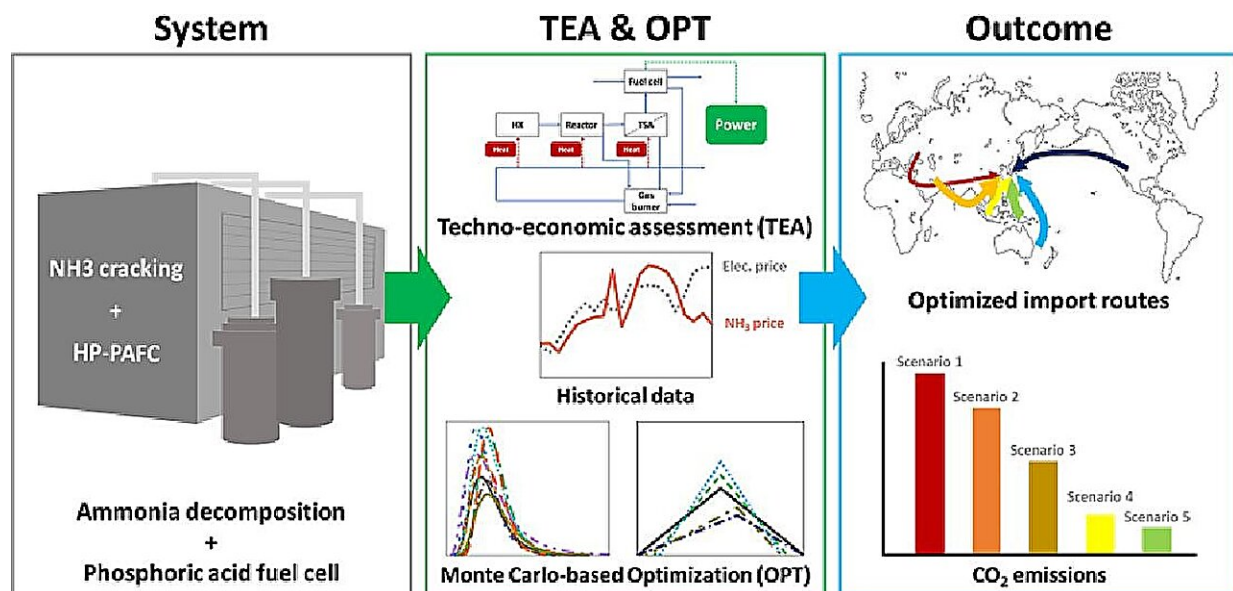 System
NH3 cracking
+
HP-PAFC
Ammonia decomposition
+
Phosphoric acid fuel cell
TEA & OPT
Fuel cell
HX
Reactor
TSA
Power
Heat
Heat
Heat
Gas
burner
Techno-economic assessment (TEA)
Elec. price
NH₃ price
Historical data
Monte Carlo-based Optimization (OPT)
Outcome
Optimized import routes
Scenario 1
Scenario 2
Scenario 3
Scenario 4
Scenario 5
CO₂ emissions